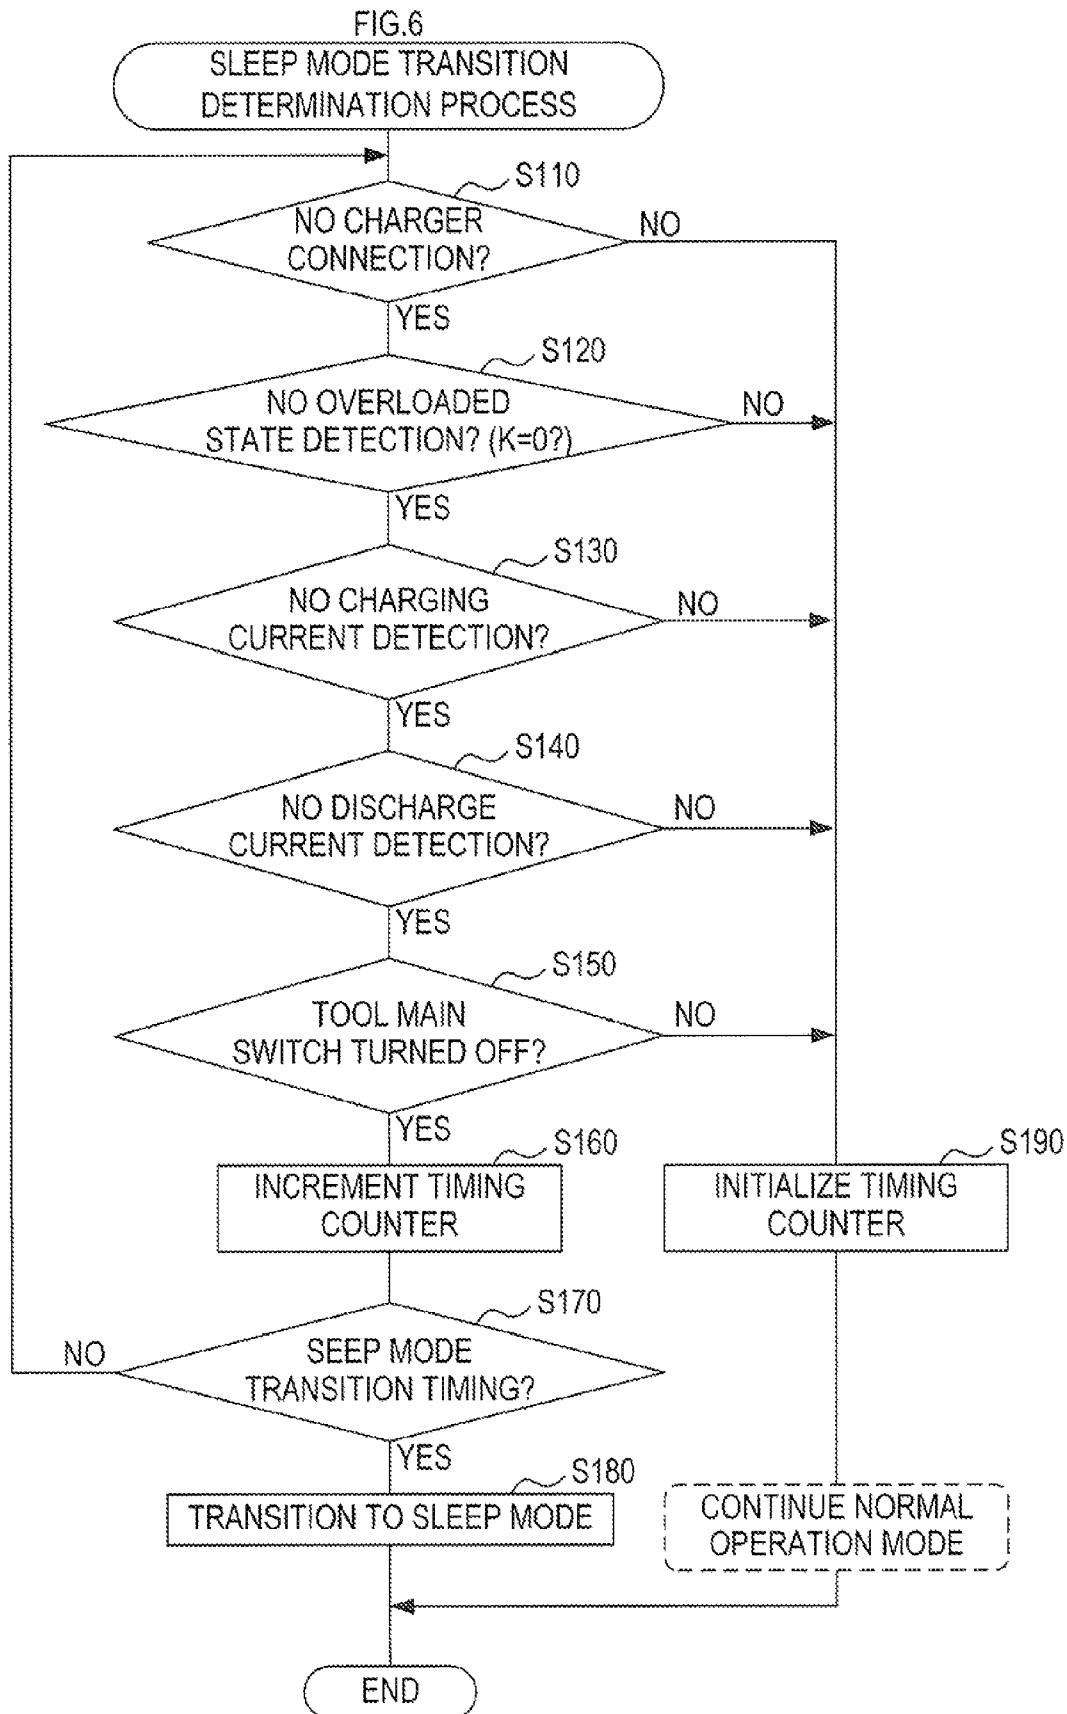 FIG.6
SLEEP MODE TRANSITION
DETERMINATION PROCESS
S110
NO CHARGER
CONNECTION?
NO
YES
S120
NO OVERLOADED
STATE DETECTION? (K=0?)
NO
YES
S130
NO CHARGING
CURRENT DETECTION?
NO
YES
S140
NO DISCHARGE
CURRENT DETECTION?
NO
YES
S150
TOOL MAIN
SWITCH TURNED OFF?
NO
YES
S160
INCREMENT TIMING
COUNTER
S190
INITIALIZE TIMING
COUNTER
S170
SEEP MODE
TRANSITION TIMING?
NO
YES
S180
TRANSITION TO SLEEP MODE
CONTINUE NORMAL
OPERATION MODE
END